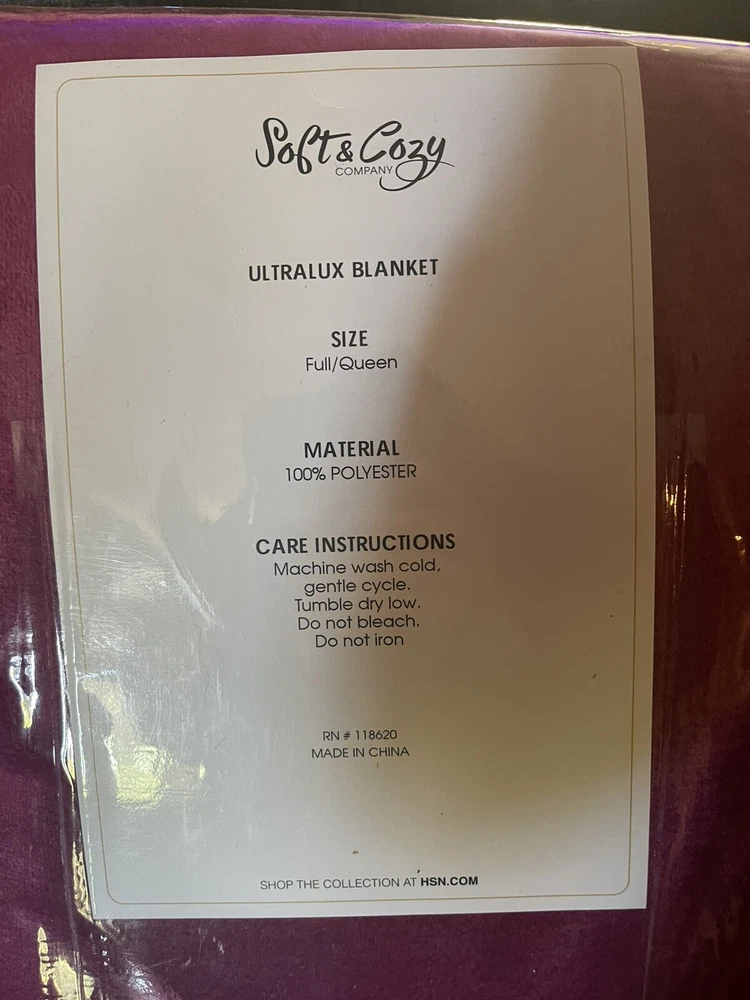 Soft & Cozy
COMPANY
ULTRALUX BLANKET
SIZE
Full/Queen
MATERIAL
100% POLYESTER
CARE INSTRUCTIONS
Machine wash cold,
gentle cycle.
Tumble dry low.
Do not bleach.
Do not iron
RN # 118620
MADE IN CHINA
SHOP THE COLLECTION AT HSN.COM